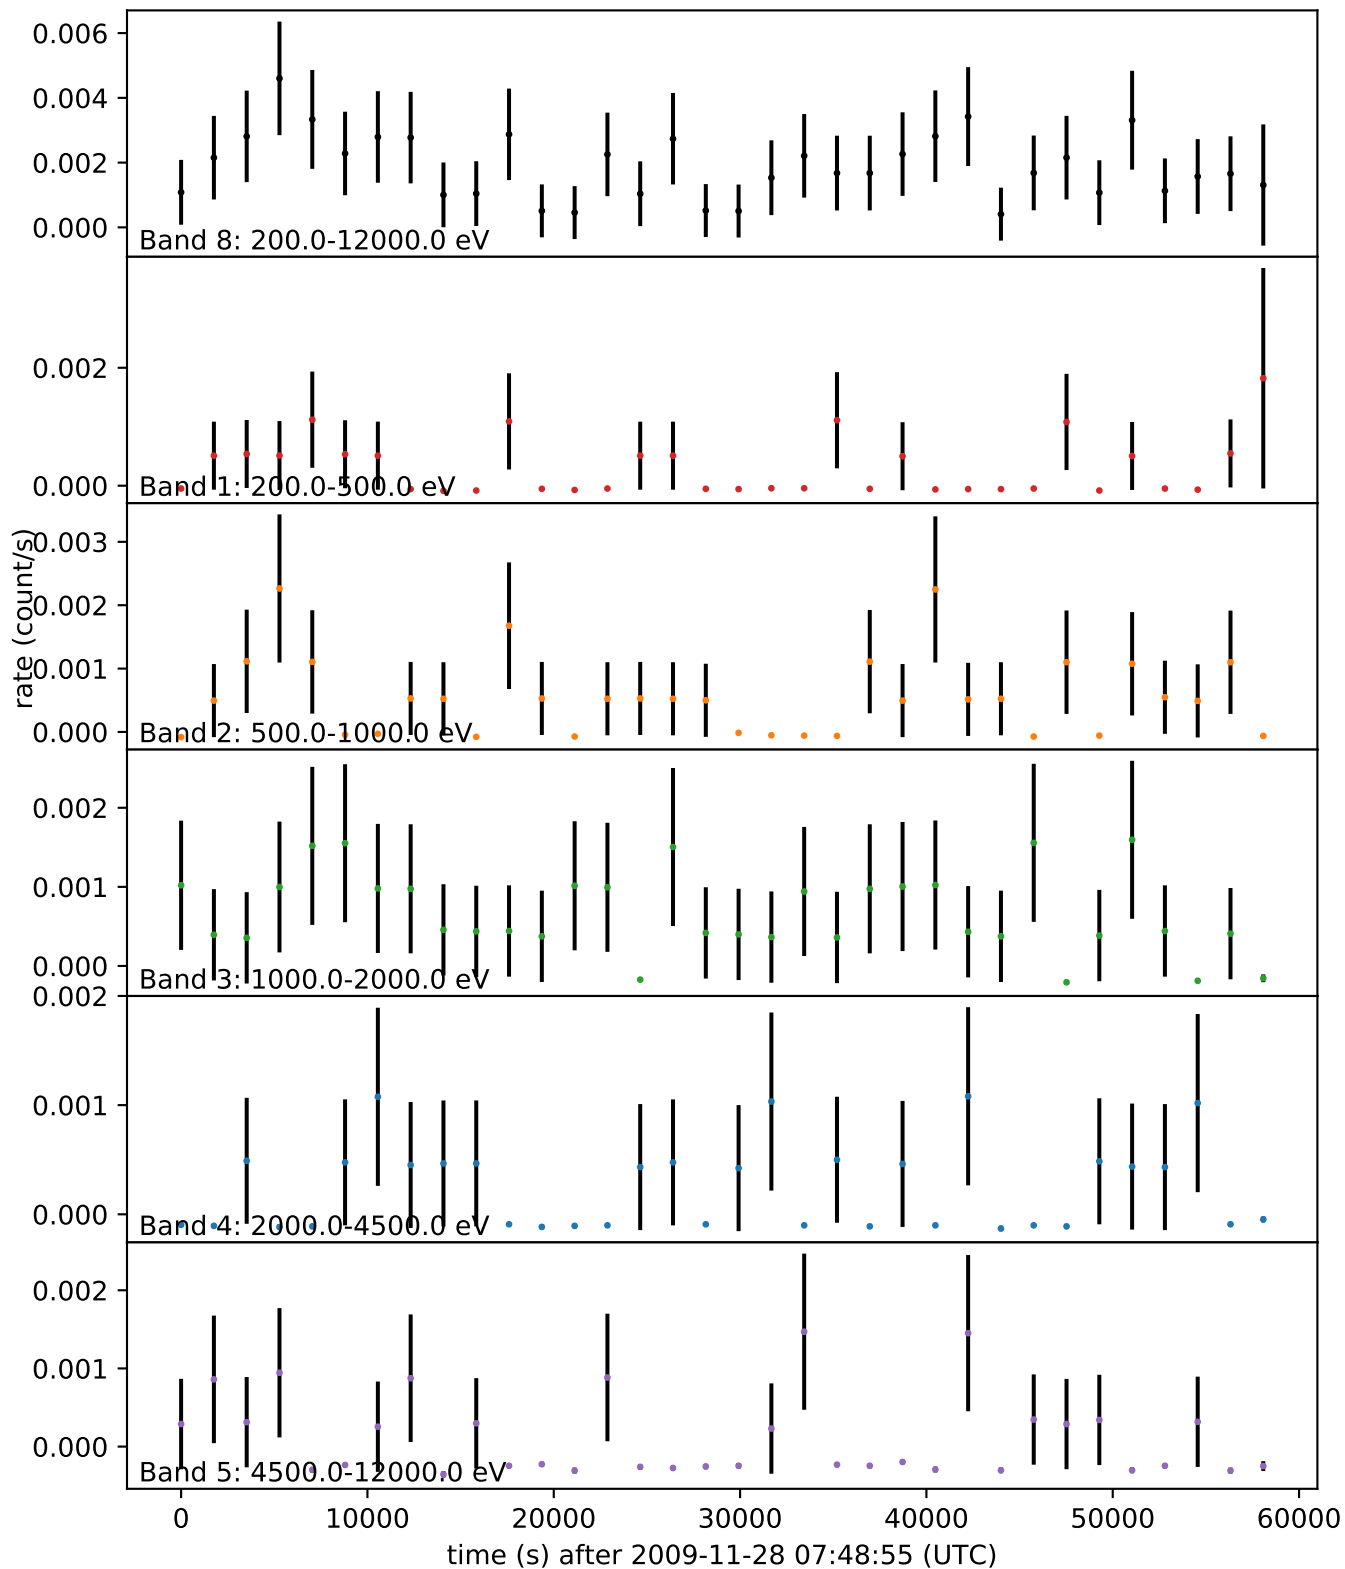 0.006
0.004
0.002
0.000
Band 8: 200.0-12000.0 eV
0.002
0.000
Band 1: 200.0-500.0 eV
rate (count/s)
0.003
0.002
0.001
0.000
Band 2: 500.0-1000.0 eV
0.002
0.001
0.000
Band 3: 1000.0-2000.0 eV
0.002
0.001
0.000
Band 4: 2000.0-4500.0 eV
0.002
0.001
0.000
Band 5: 4500.0-12000.0 eV
0 10000 20000 30000 40000 50000 60000
time (s) after 2009-11-28 07:48:55 (UTC)